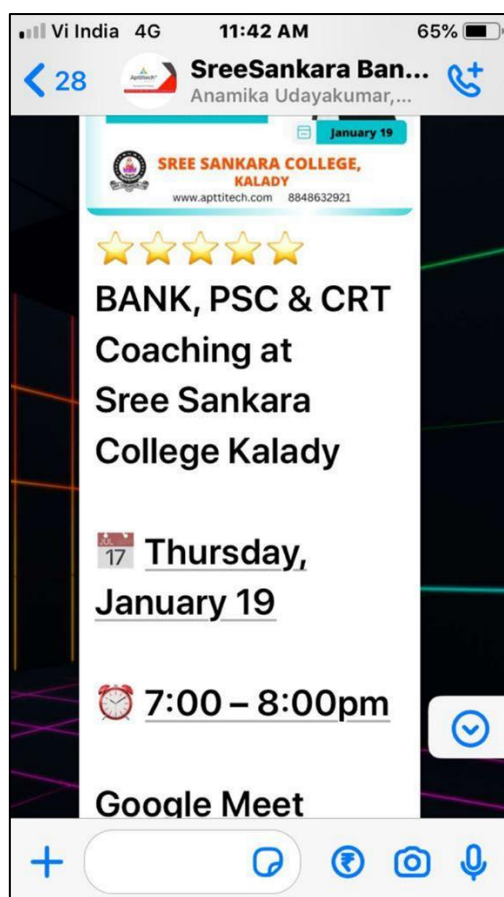 Vi India 4G 11:42 AM 65%
28 SreeSankara Ban...
Anamika Udayakumar,...
January 19
SREE SANKARA COLLEGE,
KALADY
www.apttitech.com 8848632921
BANK, PSC & CRT
Coaching at
Sree Sankara
College Kalady
JUL 17 Thursday,
January 19
7:00 – 8:00pm
Google Meet